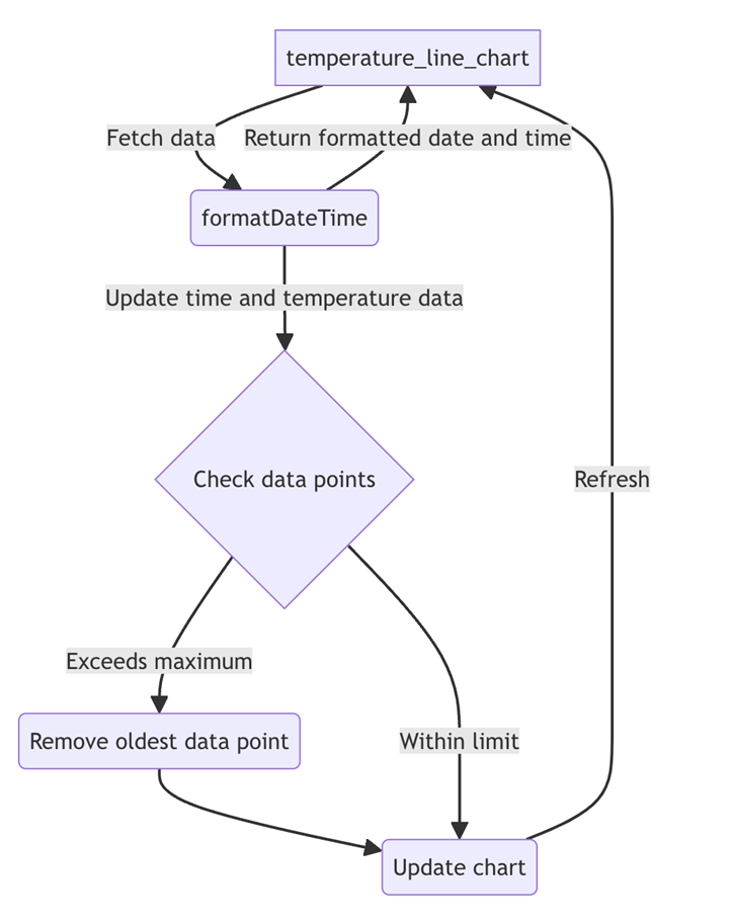 temperature_line_chart
Fetch data
Return formatted date and time
formatDateTime
Update time and temperature data
Check data points
Refresh
Exceeds maximum
Remove oldest data point
Within limit
Update chart